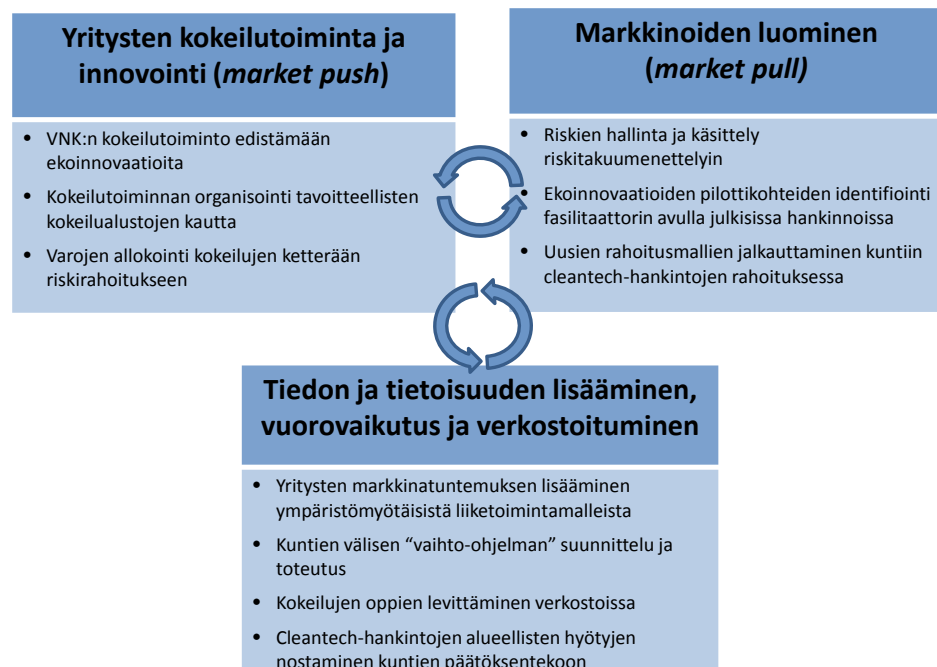 Yritysten kokeilutoiminta ja
innovointi (market push)
• VNK:n kokeilutoiminto edistämään
ekoinnovaatioita
• Kokeilutoiminnan organisointi tavoitteellisten
kokeilualustojen kautta
• Varojen allokointi kokeilujen ketterään
riskirahoitukseen
Markkinoiden luominen
(market pull)
• Riskien hallinta ja käsittely
riskitakuumenettelyin
• Ekoinnovaatioiden pilottikohteiden identifiointi
fasilitaattorin avulla julkisissa hankinnoissa
• Uusien rahoitusmallien jalkauttaminen kuntiin
cleantech-hankintojen rahoituksessa
Tiedon ja tietoisuuden lisääminen,
vuorovaikutus ja verkostoituminen
• Yritysten markkinatuntemuksen lisääminen
ympäristömyötäisistä liiketoimintamalleista
• Kuntien välisen “vaihto-ohjelman” suunnittelu ja
toteutus
• Kokeilujen oppien levittäminen verkostoissa
• Cleantech-hankintojen alueellisten hyötyjen
nostaminen kuntien päätöksentekoon